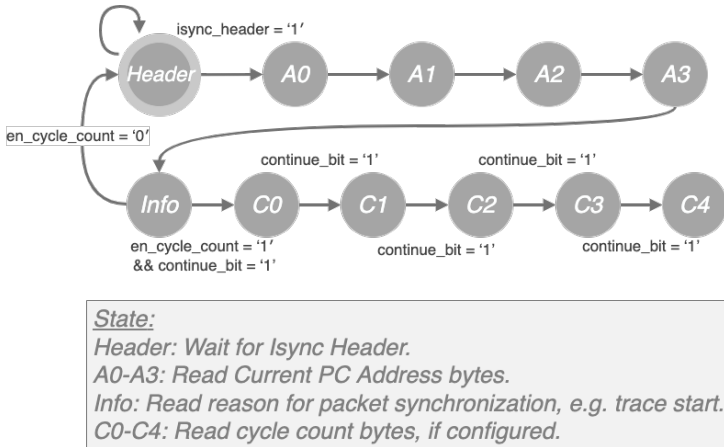 isync_header = ‘1’
Header
A0
A1
A2
A3
en_cycle_count = ‘0’
continue_bit = ‘1’
continue_bit = ‘1’
Info
C0
C1
C2
C3
C4
en_cycle_count = ‘1’
&& continue_bit = ‘1’
continue_bit = ‘1’
continue_bit = ‘1’
State:
Header: Wait for Isync Header.
A0-A3: Read Current PC Address bytes.
Info: Read reason for packet synchronization, e.g. trace start.
C0-C4: Read cycle count bytes, if configured.